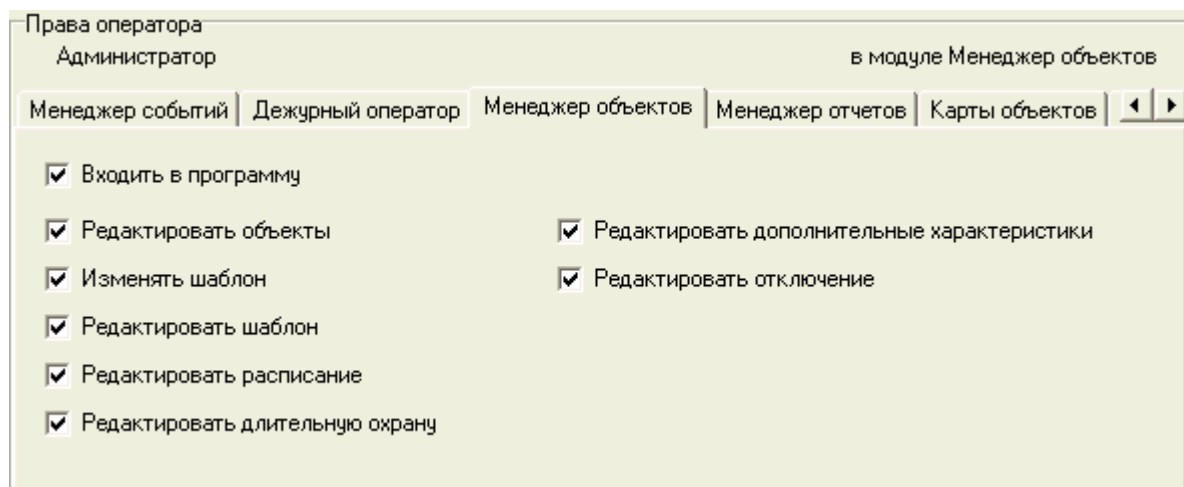 Права оператора
Администратор в модуле Менеджер объектов
Менеджер событий Дежурный оператор Менеджер объектов Менеджер отчетов Карты объектов
Входить в программу
Редактировать объекты Редактировать дополнительные характеристики
Изменять шаблон Редактировать отключение
Редактировать шаблон
Редактировать расписание
Редактировать длительную охрану